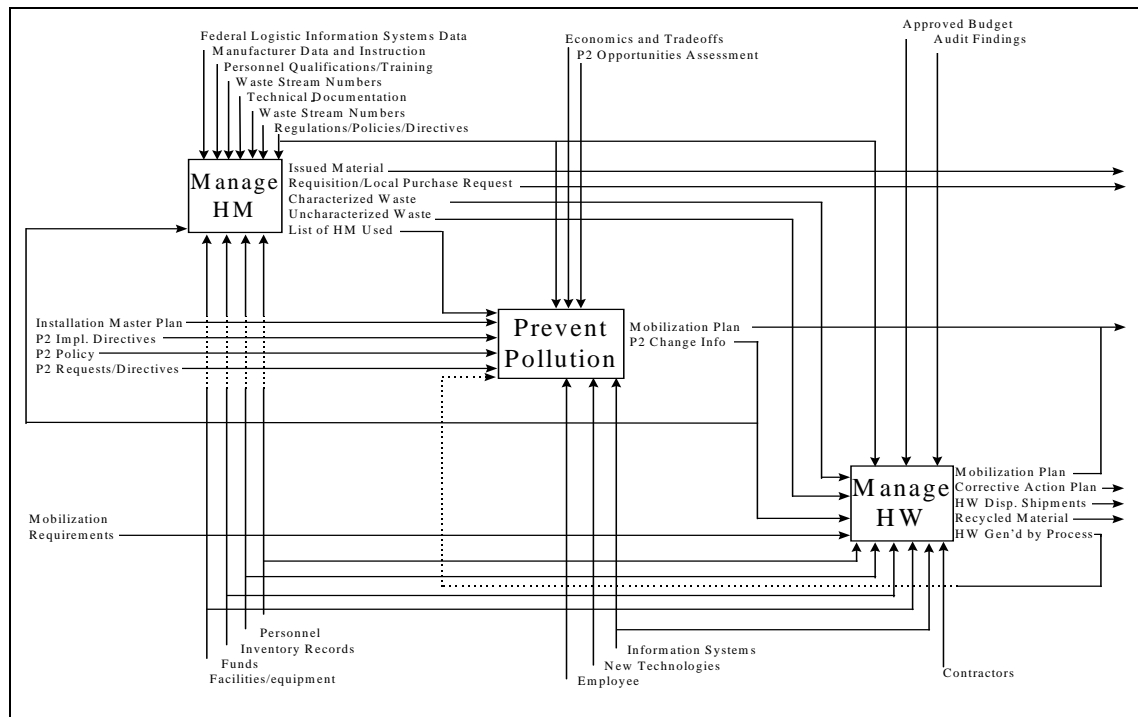 Federal Logistic Information Systems Data
Manufacturer Data and Instruction
Personnel Qualifications/Training
Waste Stream Numbers
Technical Documentation
Waste Stream Numbers
Regulations/Policies/Directives
Economics and Tradeoffs
P2 Opportunities Assessment
Approved Budget
Audit Findings
Manage
HM
Issued Material
Requisition/Local Purchase Request
Characterized Waste
Uncharacterized Waste
List of HM Used
Installation Master Plan
P2 Impl. Directives
P2 Policy
P2 Requests/Directives
Prevent
Pollution
Mobilization Plan
P2 Change Info
Manage
HW
Mobilization Plan
Corrective Action Plan
HW Disp. Shipments
Recycled Material
HW Gen'd by Process
Mobilization
Requirements
Personnel
Inventory Records
Funds
Facilities/equipment
Information Systems
New Technologies
Employee
Contractors